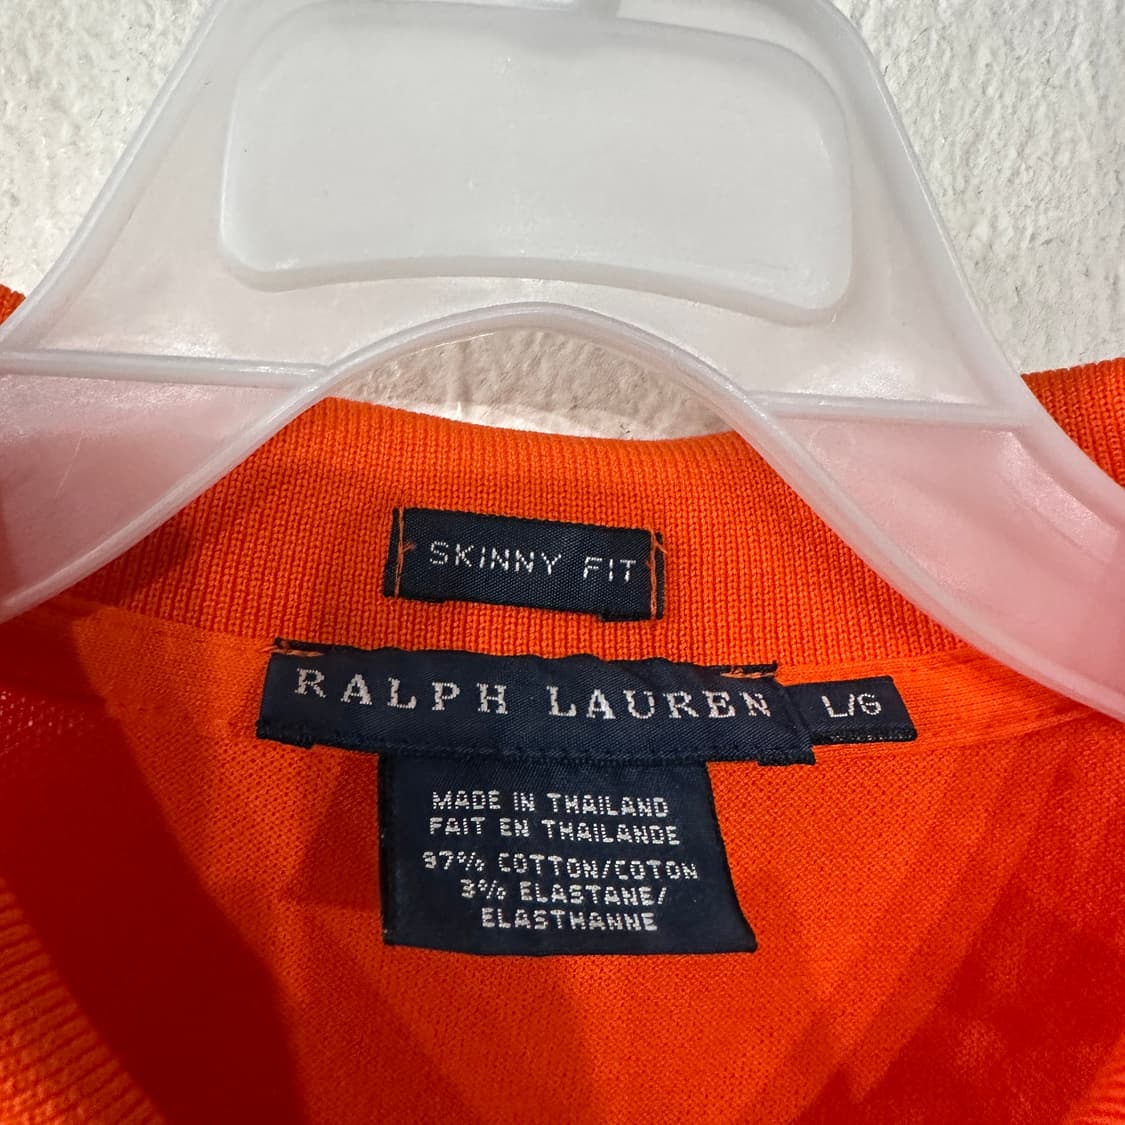 SKINNY FIT
RALPH LAUREN
L/G
MADE IN THAILAND
FAIT EN THAILANDE
97% COTTON/COTON
3% ELASTANE/
ELASTHANNE